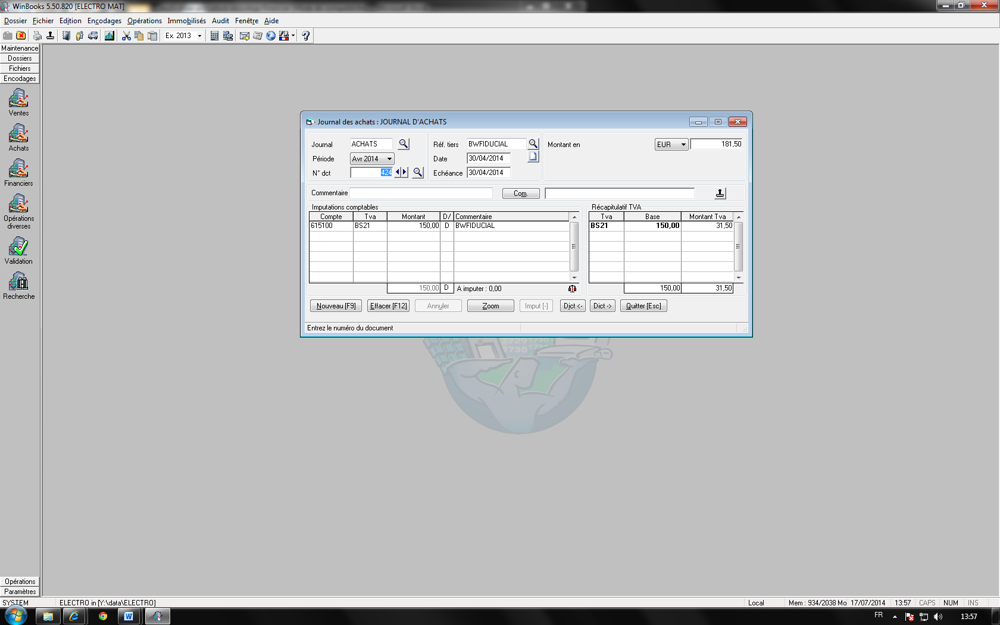 WinBooks 5.50.820 [ELECTRO MAT]
Dossier Fichier Edition Encodages Opérations Immobilisés Audit Fenêtre Aide
Ex. 2013
Maintenance
Dossiers
Fichiers
Encodages
Ventes
Achats
Financiers
Opérations
diverses
Validation
Recherche
Opérations
Paramètres
Journal des achats : JOURNAL D'ACHATS
Journal ACHATS Réf. tiers BWFIDUCIAL Montant en EUR 181,50
Période Avr 2014 Date 30/04/2014
N° dct 424 Echéance 30/04/2014
Commentaire Com.
Imputations comptables Récapitulatif TVA
Compte Tva Montant D/ Commentaire Tva Base Montant Tva
615100 BS21 150,00 D BWFIDUCIAL BS21 150,00 31,50
150,00 D A imputer : 0,00 150,00 31,50
Nouveau [F9] Effacer [F12] Annuler Zoom Imput [-] Dict <- Dict -> Quitter [Esc]
Entrez le numéro du document
2729 1730
2730
SYSTEM ELECTRO in [Y:\data\ELECTRO] Local Mem : 934/2038 Mo 17/07/2014 13:57 CAPS NUM INS
FR 13:57